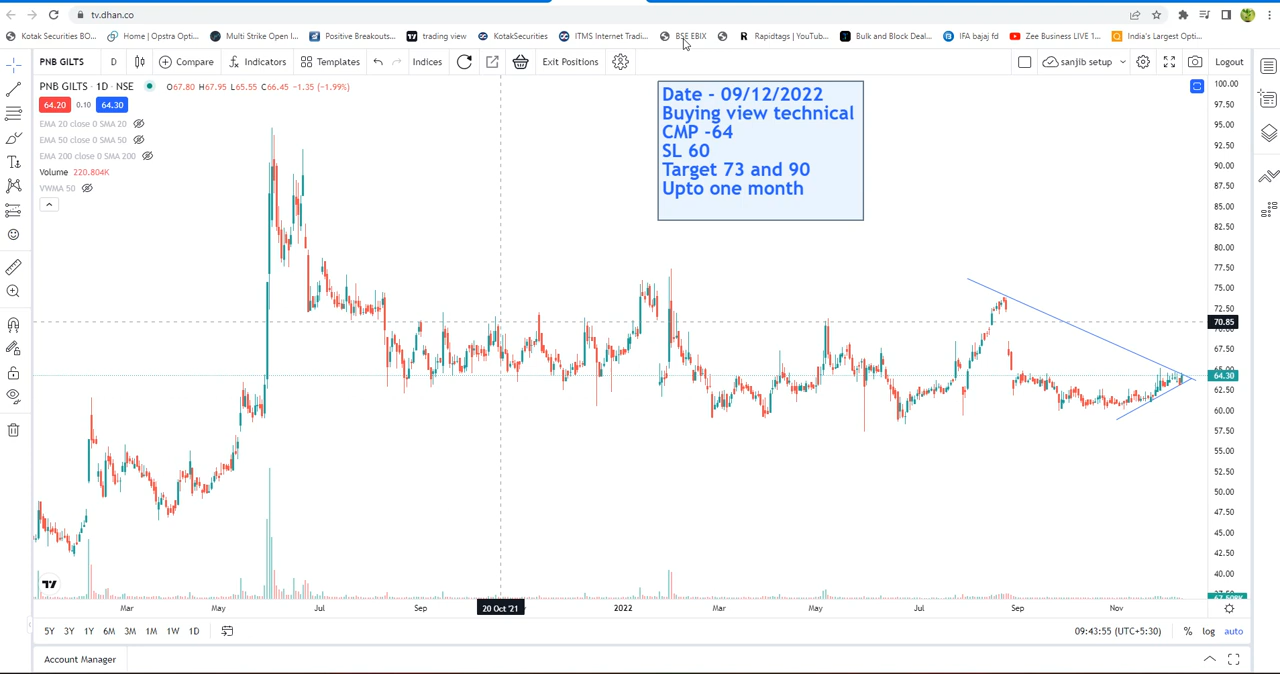 tv.dhan.co
Kotak Securities BO... Home | Opstra Opti... Multi Strike Open I... Positive Breakouts... trading view KotakSecurities ITMS Internet Tradi... BSE EBIX Rapidtags | YouTub... Bulk and Block Deal... IFA bajaj fd Zee Business LIVE 1... India's Largest Opti...
PNB GILTS D Compare Indicators Templates Indices Exit Positions sanjib setup Logout
PNB GILTS · 1D · NSE O67.80 H67.95 L65.55 C66.45 −1.35 (−1.99%)
64.20 0.10 64.30
EMA 20 close 0 SMA 20
EMA 50 close 0 SMA 50
EMA 200 close 0 SMA 200
Volume 220.804K
VWMA 50
Date - 09/12/2022
Buying view technical
CMP -64
SL 60
Target 73 and 90
Upto one month
100.00
97.50
95.00
92.50
90.00
87.50
85.00
82.50
80.00
77.50
75.00
72.50
70.85
67.50
64.30
62.50
60.00
57.50
55.00
52.50
50.00
47.50
45.00
42.50
40.00
Mar May Jul Sep 20 Oct '21 2022 Mar May Jul Sep Nov
5Y 3Y 1Y 6M 3M 1M 1W 1D 09:43:55 (UTC+5:30) % log auto
Account Manager